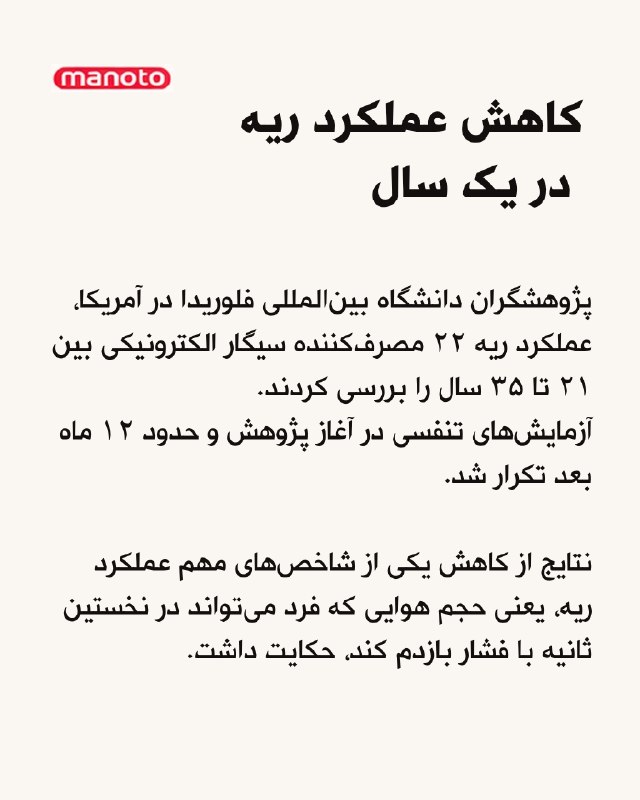 manoto
کاهش عملکرد ریه
در یک سال
پژوهشگران دانشگاه بین‌المللی فلوریدا در آمریکا،
عملکرد ریه ۲۲ مصرف‌کننده سیگار الکترونیکی بین
۲۱ تا ۳۵ سال را بررسی کردند.
آزمایش‌های تنفسی در آغاز پژوهش و حدود ۱۲ ماه
بعد تکرار شد.
نتایج از کاهش یکی از شاخص‌های مهم عملکرد
ریه، یعنی حجم هوایی که فرد می‌تواند در نخستین
ثانیه با فشار بازدم کند، حکایت داشت.